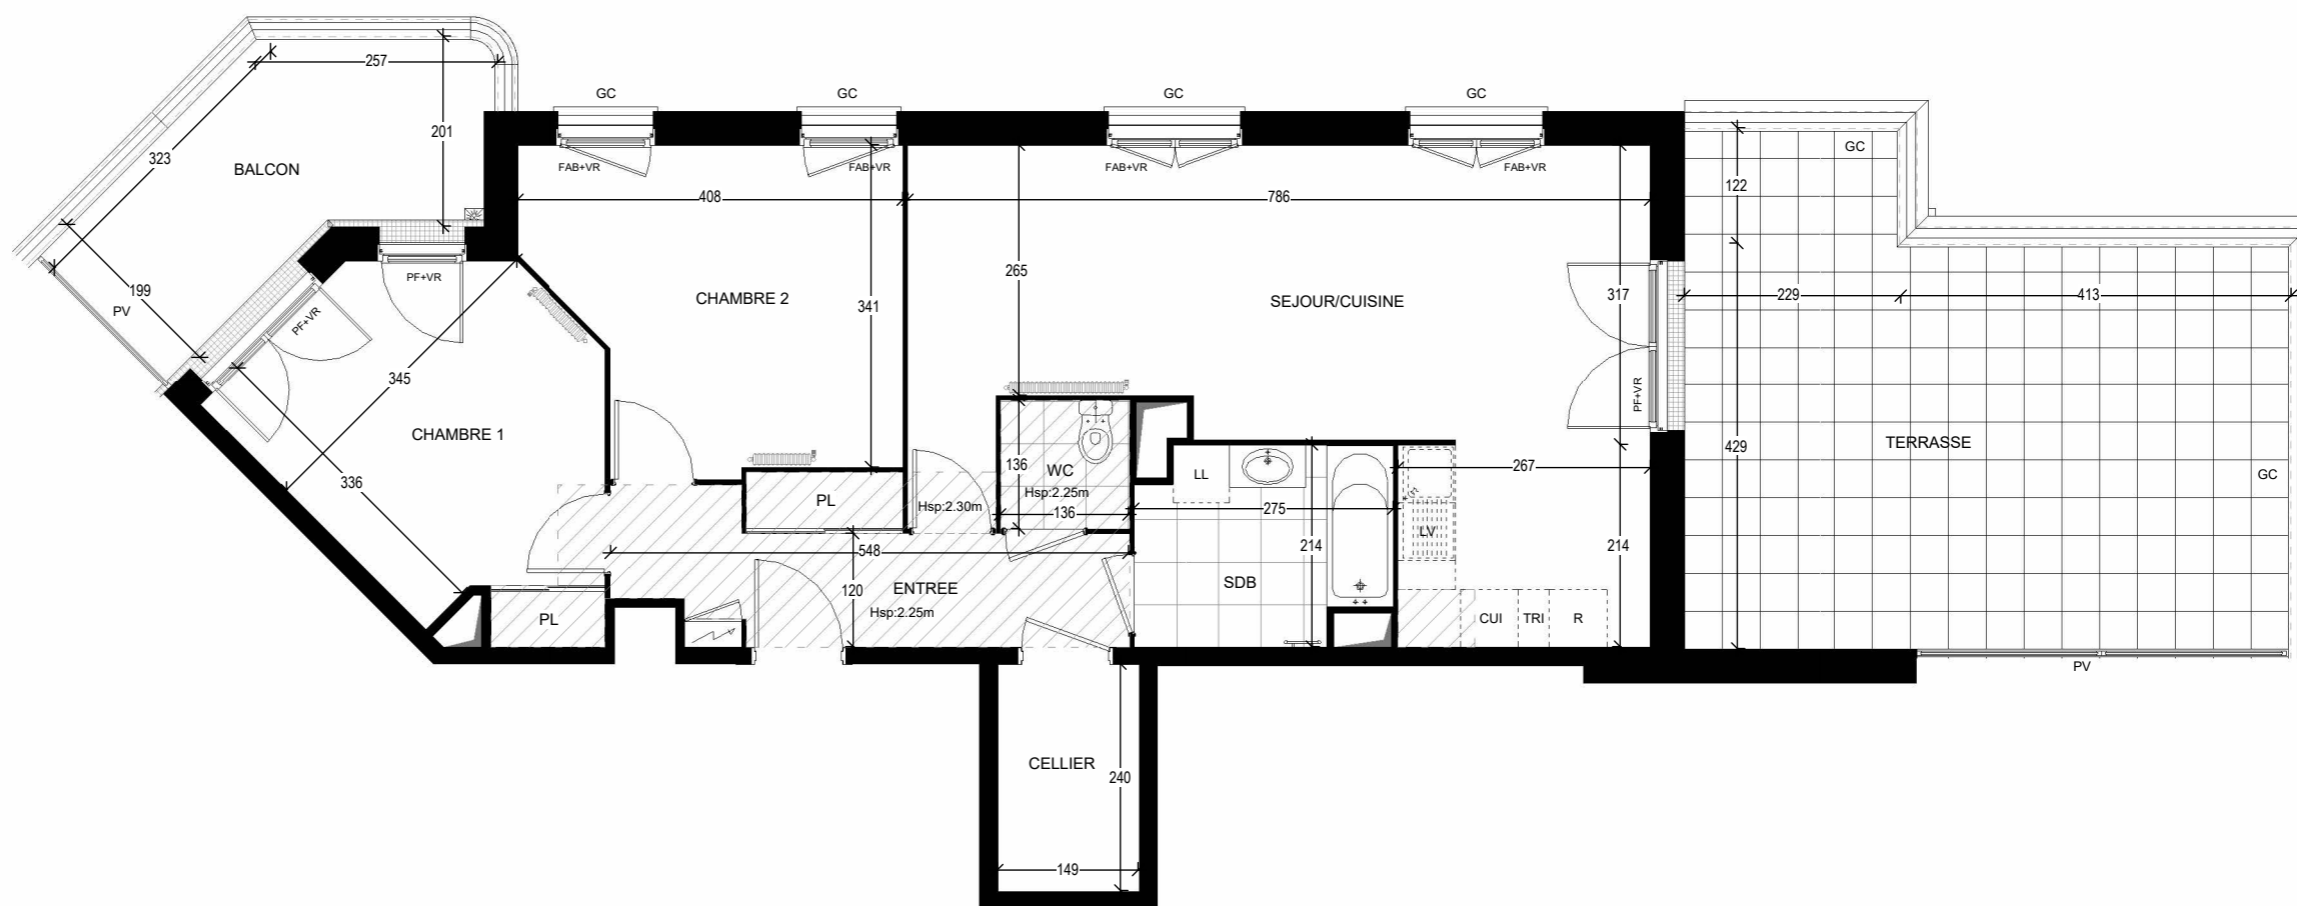 257
GC
GC
GC
GC
201
323
BALCON
FAB+VR
FAB+VR
FAB+VR
FAB+VR
GC
122
408
786
199
PV
PF+VR
PF+VR
265
341
CHAMBRE 2
SEJOUR/CUISINE
317
229
413
345
PF+VR
CHAMBRE 1
TERRASSE
429
GC
336
136
WC
Hsp:2.25m
136
LL
267
PL
Hsp:2.30m
275
LV
548
214
214
120
ENTREE
Hsp:2.25m
SDB
PL
CUI
TRI
R
PV
CELLIER
240
149